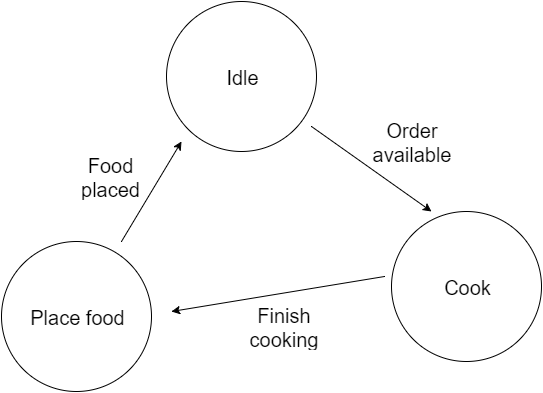 Idle
Order
available
Food
placed
Cook
Place food
Finish
cooking